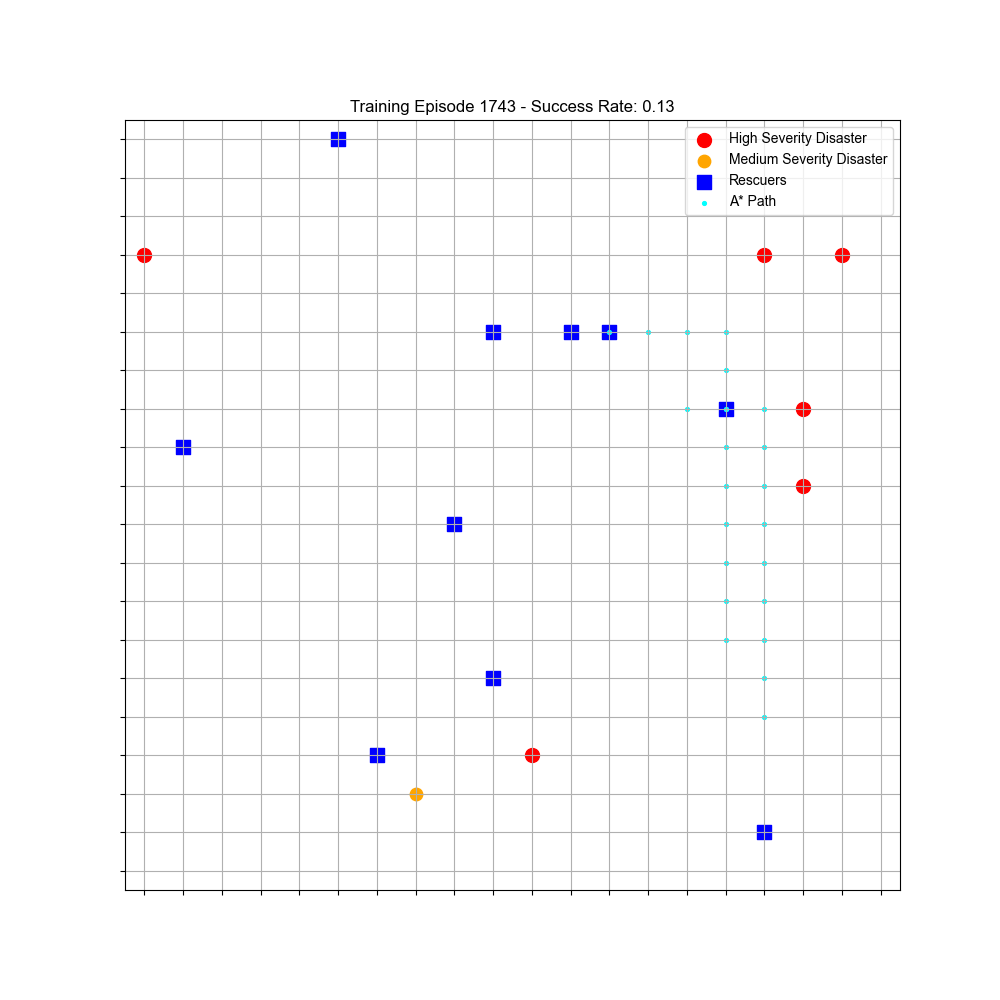 Training Episode 1743 - Success Rate: 0.13
High Severity Disaster
Medium Severity Disaster
Rescuers
A* Path